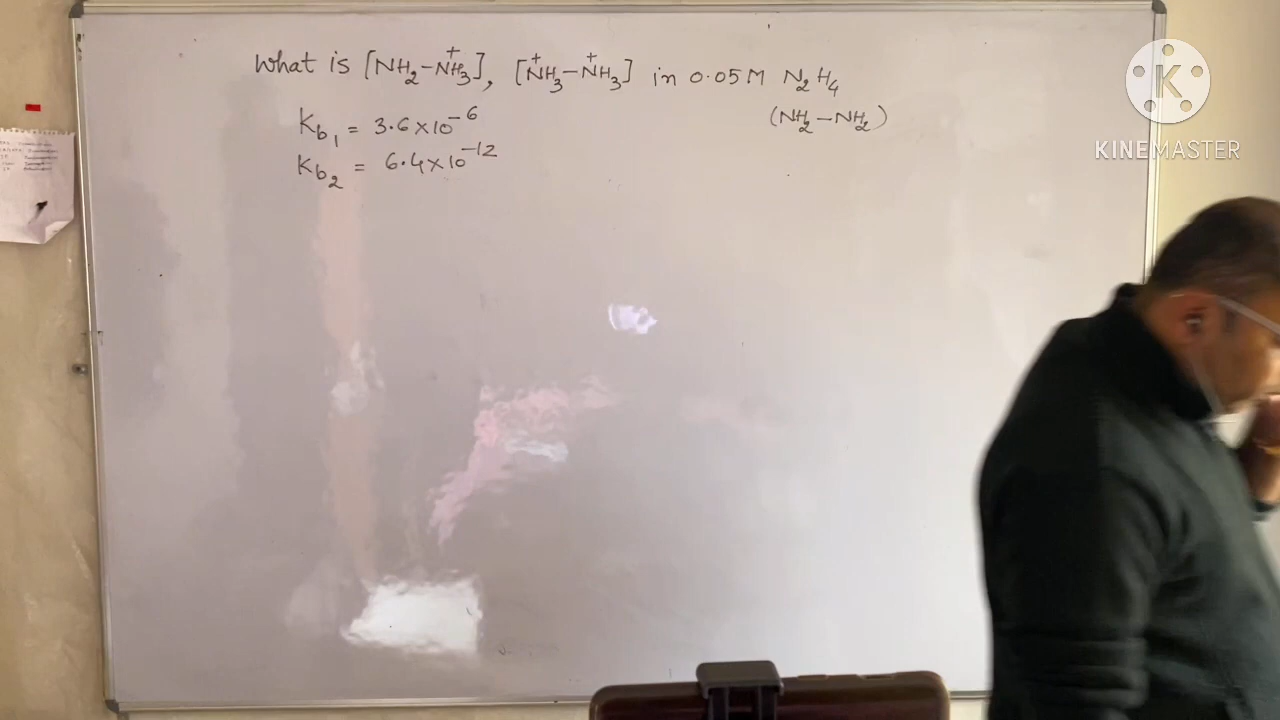 What is [NH₂–N⁺H₃], [N⁺H₃–N⁺H₃] in 0.05M N₂H₄
(NH₂–NH₂)
Kb₁ = 3.6×10⁻⁶
Kb₂ = 6.4×10⁻¹²
K
KINEMASTER